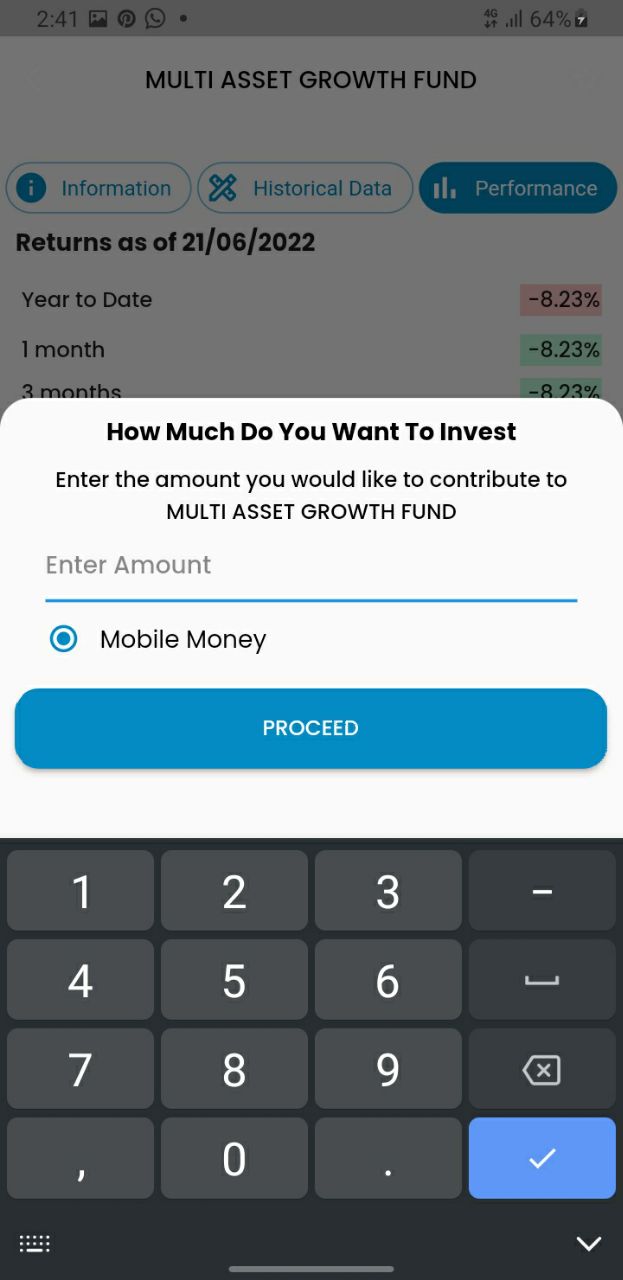 2:41
4G
64%
MULTI ASSET GROWTH FUND
Information
Historical Data
Performance
Returns as of 21/06/2022
Year to Date -8.23%
1 month -8.23%
3 months -8.23%
How Much Do You Want To Invest
Enter the amount you would like to contribute to
MULTI ASSET GROWTH FUND
Enter Amount
Mobile Money
PROCEED
1 2 3 -
4 5 6
7 8 9
, 0 .